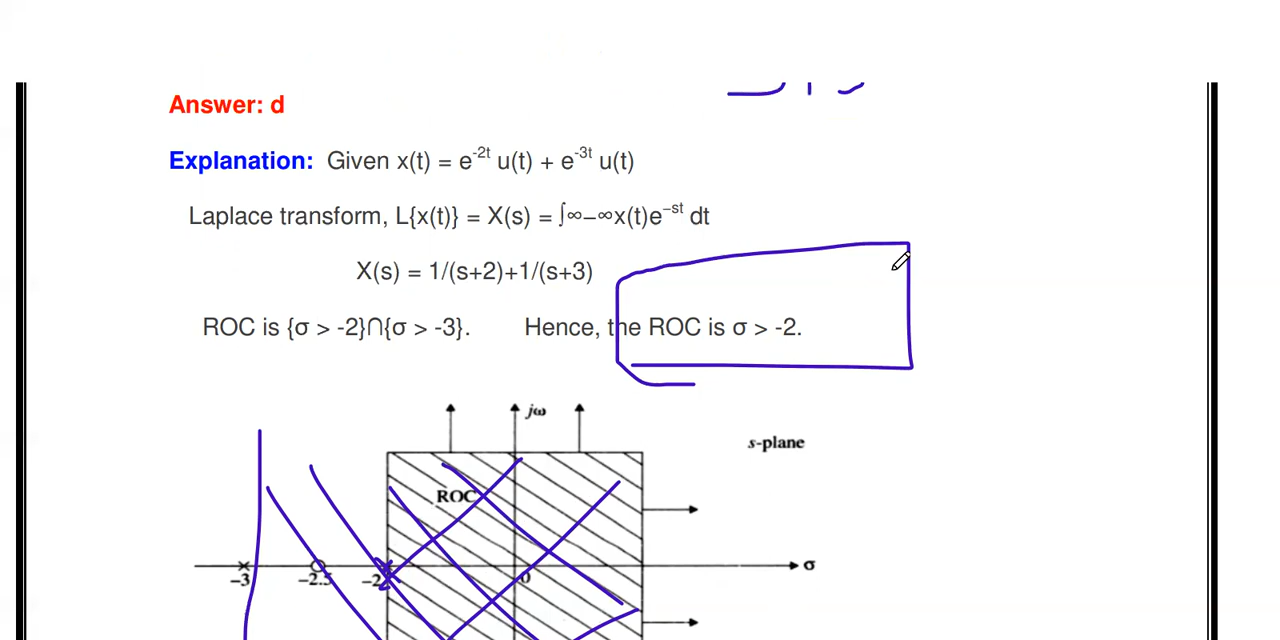 Answer: d
Explanation: Given x(t) = e⁻²ᵗ u(t) + e⁻³ᵗ u(t)
Laplace transform, L{x(t)} = X(s) = ∫∞−∞x(t)e⁻ˢᵗ dt
X(s) = 1/(s+2)+1/(s+3)
ROC is {σ > -2}∩{σ > -3}. Hence, the ROC is σ > -2.
jω
s-plane
ROC
σ
−3 −2.5 −2 0